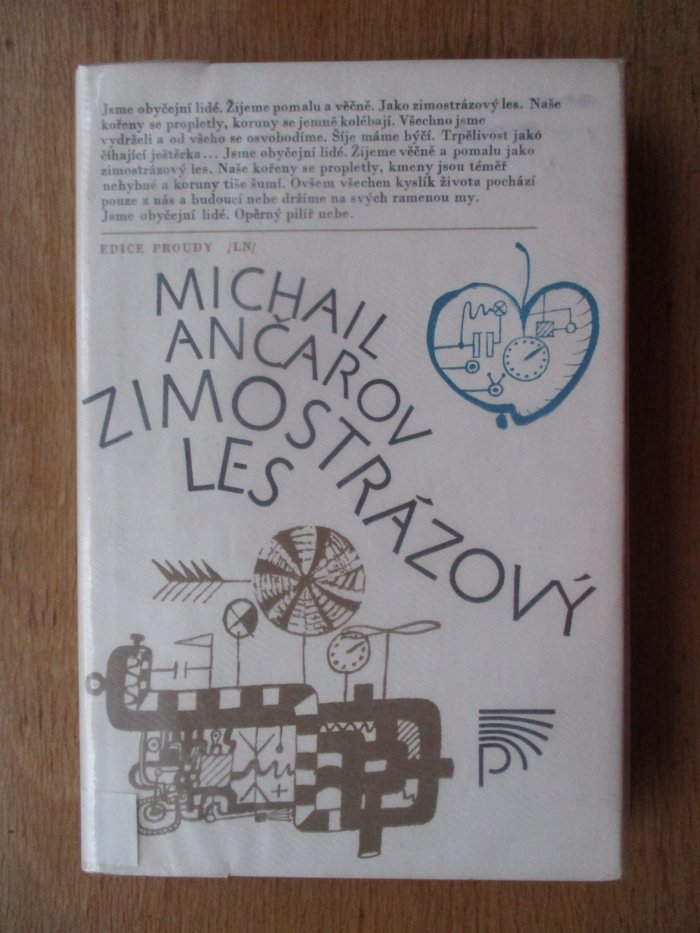 Jsme obyčejní lidé. Žijeme pomalu a věčně. Jako zimostrázový les. Naše
kořeny se propletly, koruny se jemně kolébají. Všechno jsme
vydrželi a od všeho se osvobodíme. Šíje máme býčí. Trpělivost jako
číhající ještěrka... Jsme obyčejní lidé. Žijeme věčně a pomalu jako
zimostrázový les. Naše kořeny se propletly, kmeny jsou téměř
nehybné a koruny tiše šumí. Ovšem všechen kyslík života pochází
pouze z nás a budoucí nebe držíme na svých ramenou my.
Jsme obyčejní lidé. Opěrný pilíř nebe.
EDICE PROUDY /LN/
MICHAIL
ANČAROV
ZIMOSTRÁZOVÝ
LES
P